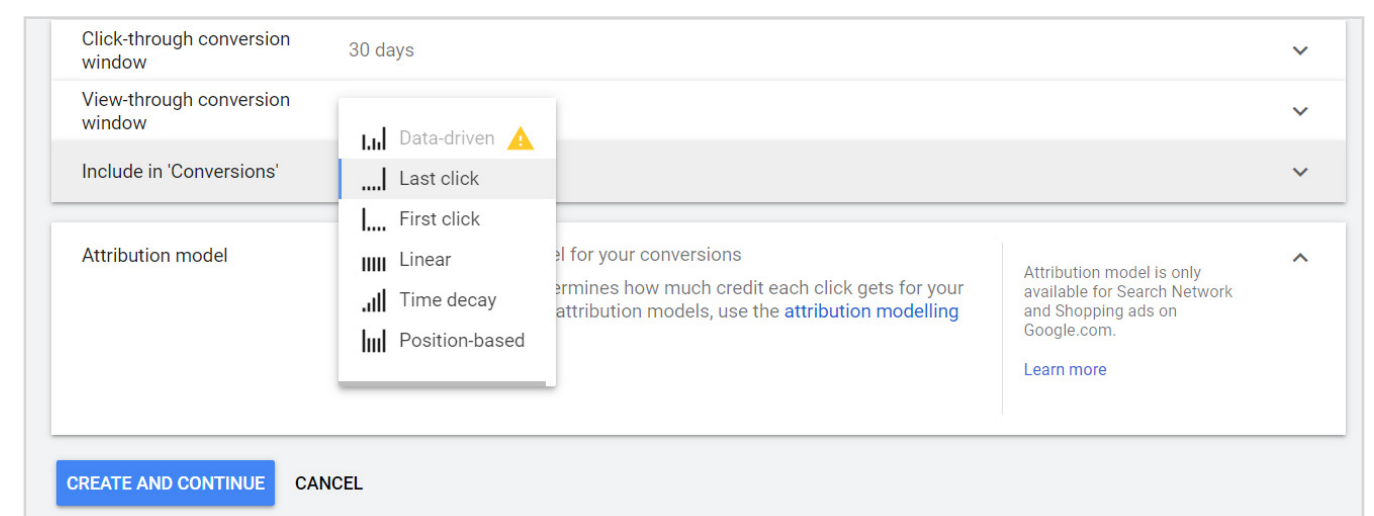 Click-through conversion
window
30 days
View-through conversion
window
Include in 'Conversions'
Data-driven
Last click
First click
Linear
Time decay
Position-based
Attribution model
for your conversions
determines how much credit each click gets for your
attribution models, use the attribution modelling
Attribution model is only
available for Search Network
and Shopping ads on
Google.com.
Learn more
CREATE AND CONTINUE
CANCEL